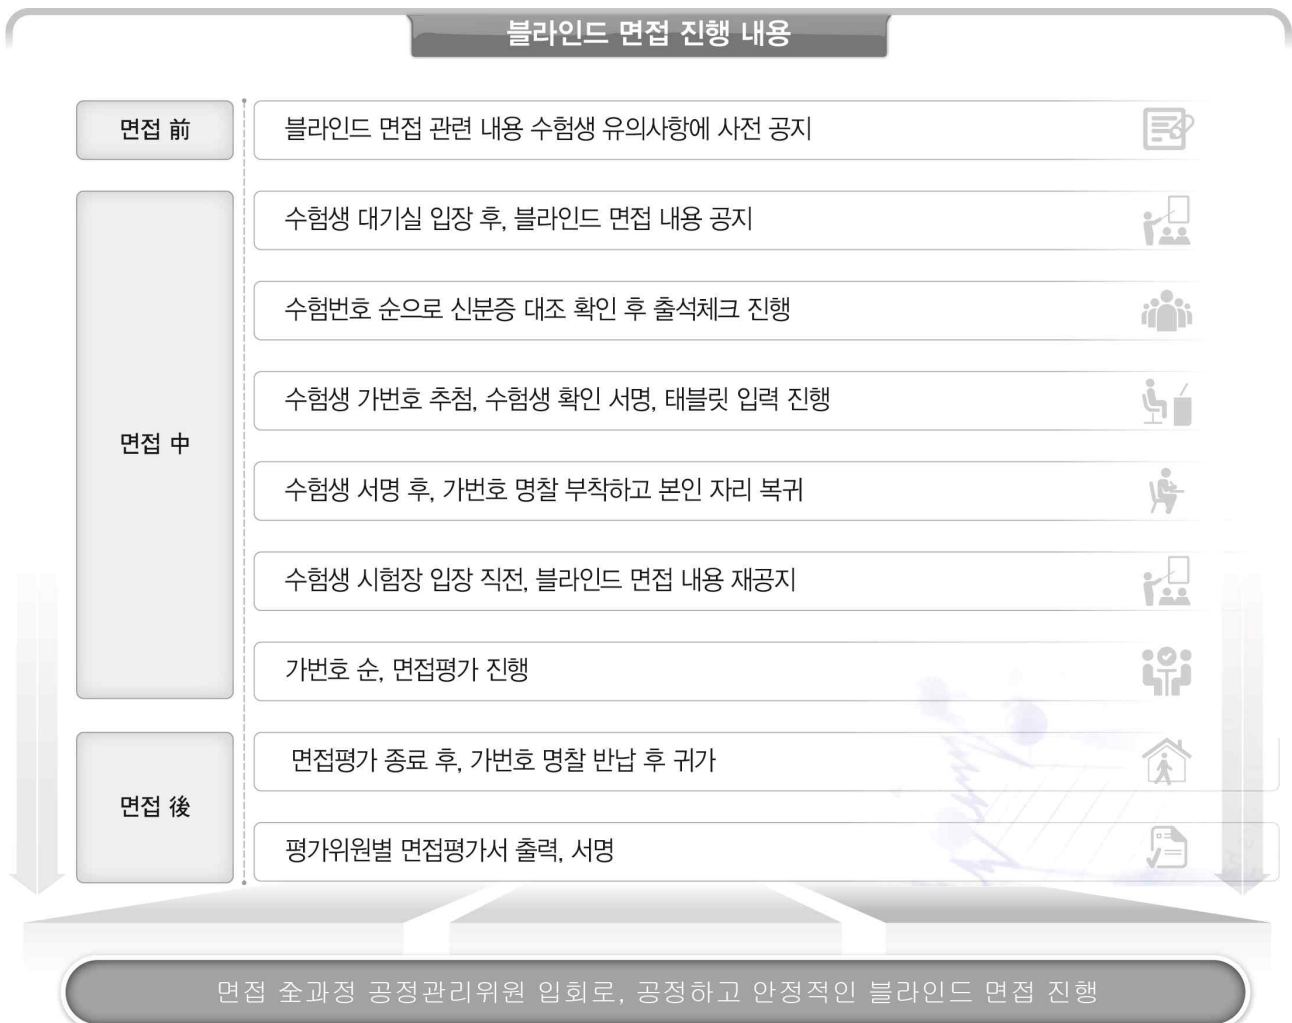 블라인드 면접 진행 내용
면접 前
블라인드 면접 관련 내용 수험생 유의사항에 사전 공지
면접 中
수험생 대기실 입장 후, 블라인드 면접 내용 공지
수험번호 순으로 신분증 대조 확인 후 출석체크 진행
수험생 가번호 추첨, 수험생 확인 서명, 태블릿 입력 진행
수험생 서명 후, 가번호 명찰 부착하고 본인 자리 복귀
수험생 시험장 입장 직전, 블라인드 면접 내용 재공지
가번호 순, 면접평가 진행
면접 後
면접평가 종료 후, 가번호 명찰 반납 후 귀가
평가위원별 면접평가서 출력, 서명
면접 全과정 공정관리위원 입회로, 공정하고 안정적인 블라인드 면접 진행